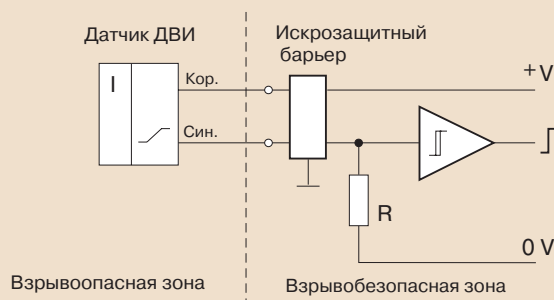 Датчик ДВИ
Искрозащитный
барьер
I
Кор.
+V
Син.
R
0 V
Взрывоопасная зона
Взрывобезопасная зона